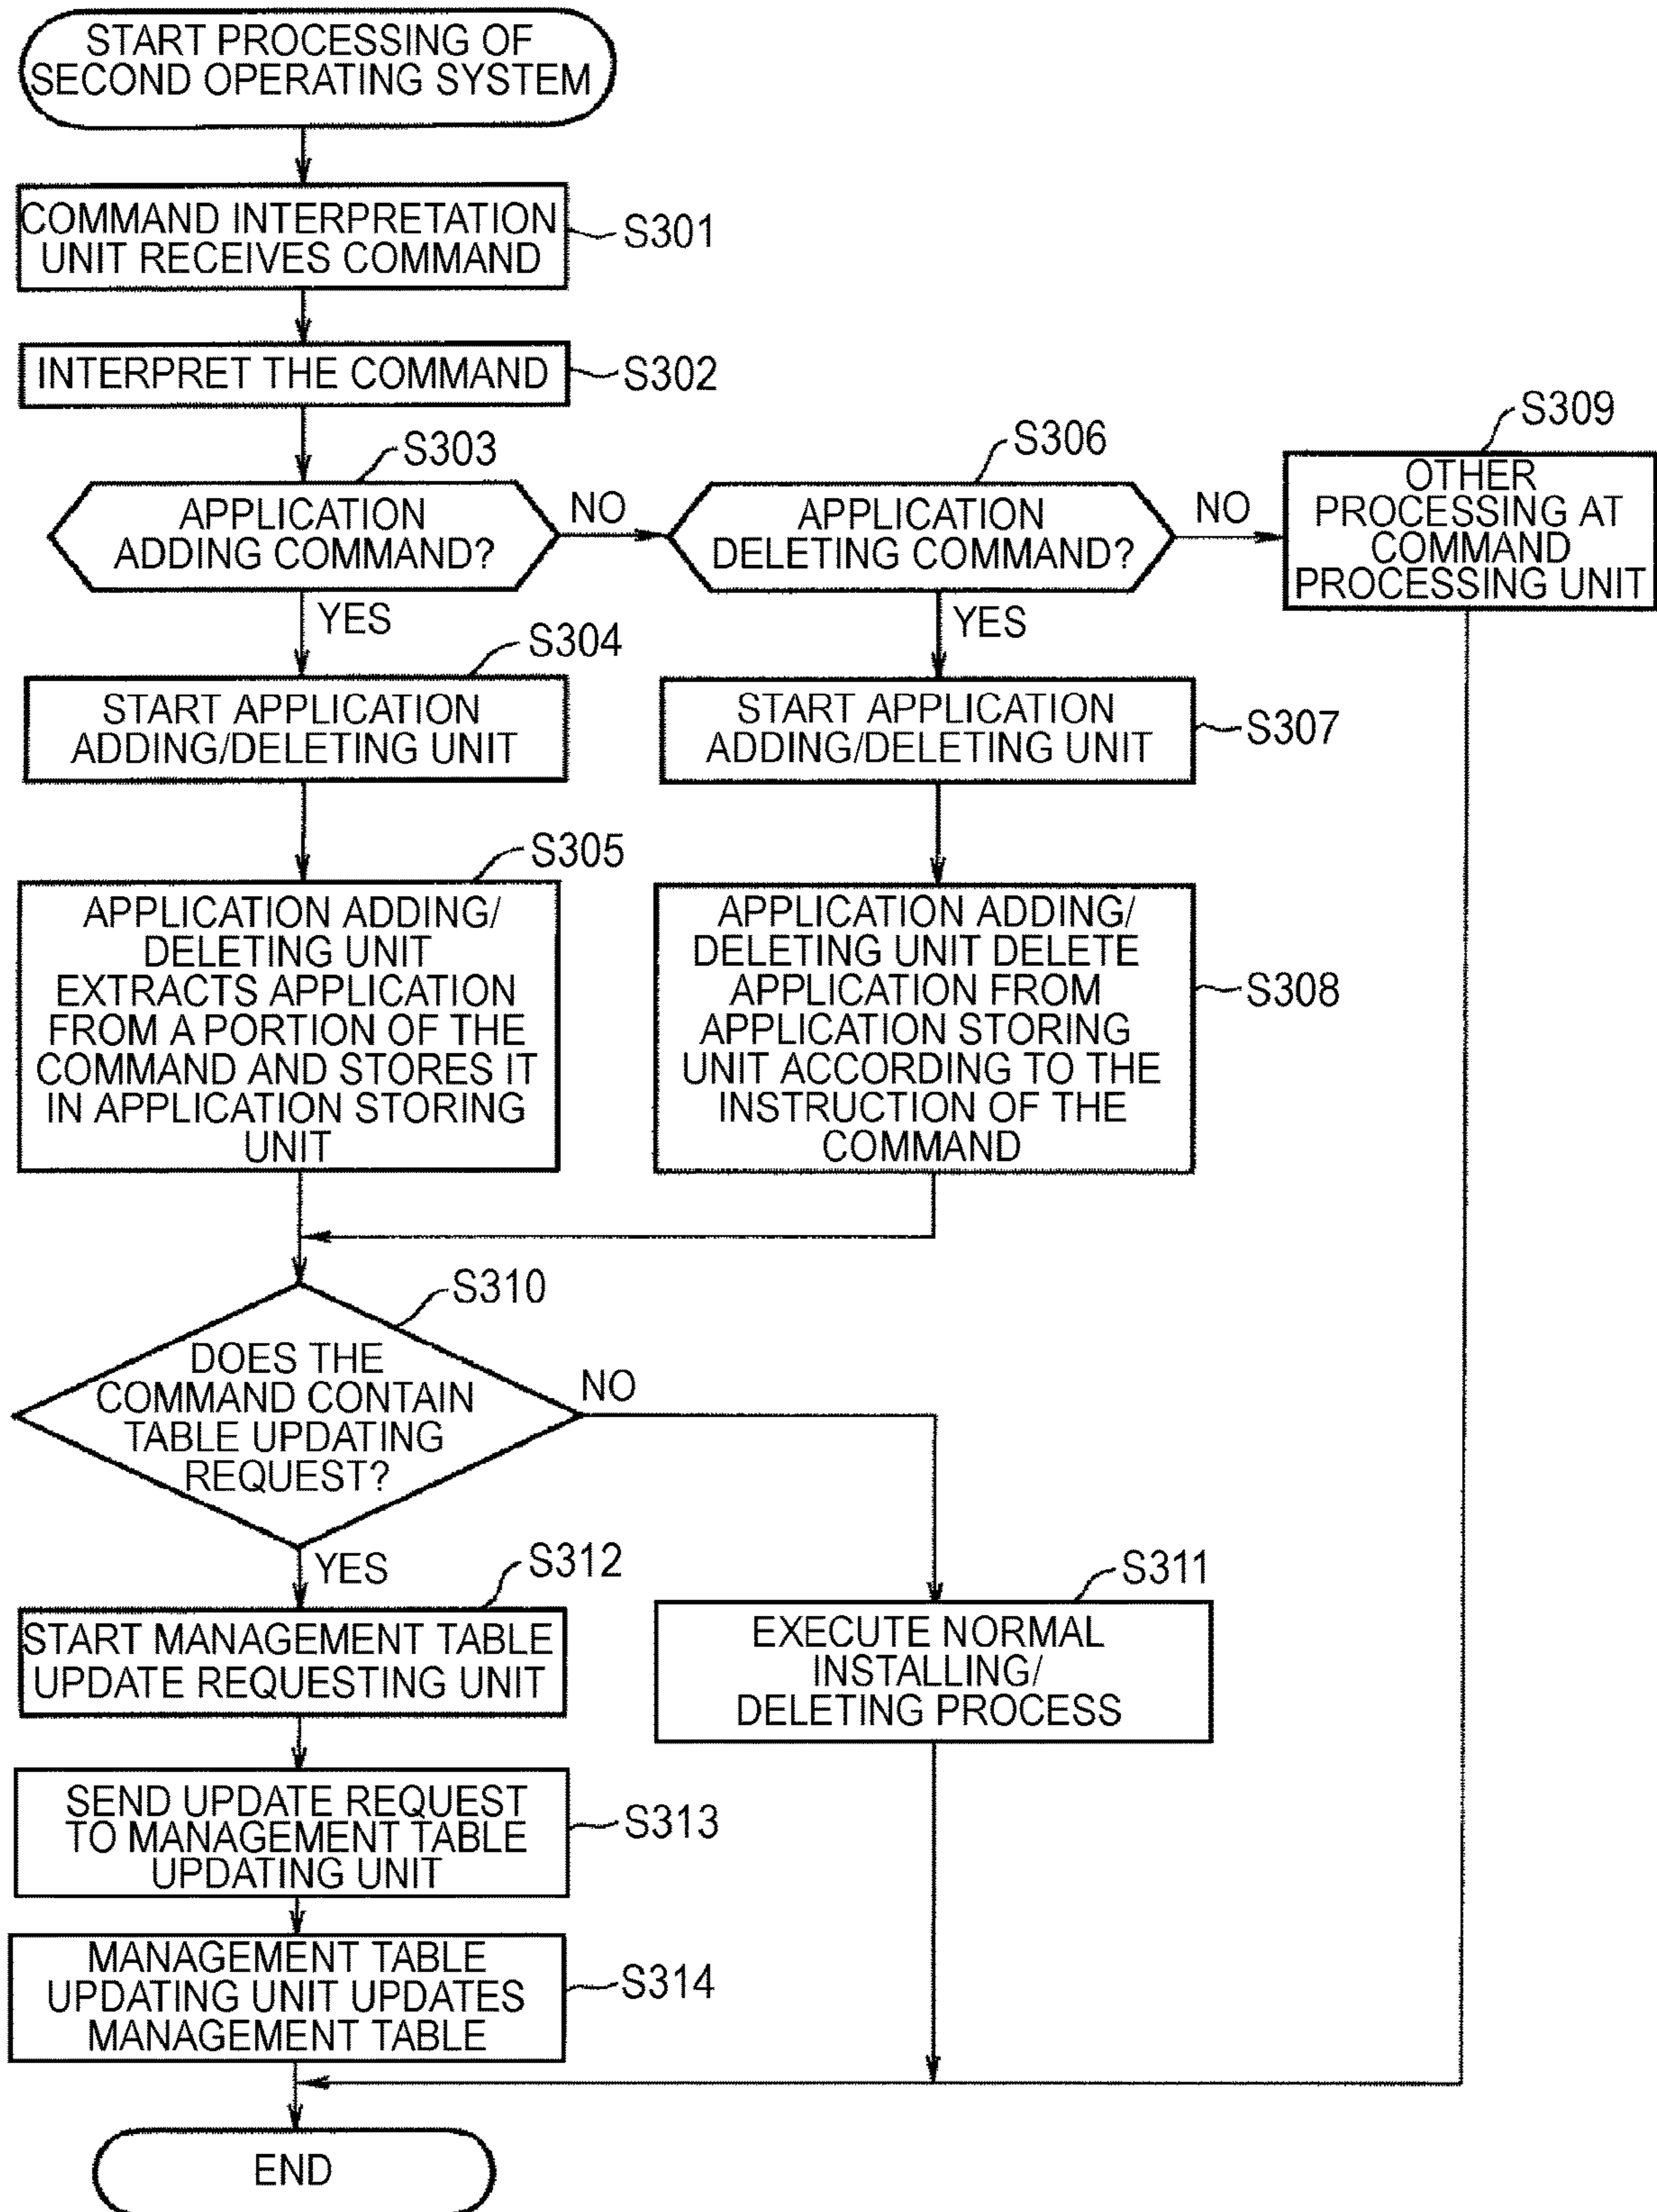 START PROCESSING OF
SECOND OPERATING SYSTEM
COMMAND INTERPRETATION
UNIT RECEIVES COMMAND
S301
INTERPRET THE COMMAND
S302
S303
APPLICATION
ADDING COMMAND?
NO
YES
S306
APPLICATION
DELETING COMMAND?
NO
YES
S309
OTHER
PROCESSING AT
COMMAND
PROCESSING UNIT
S304
START APPLICATION
ADDING/DELETING UNIT
START APPLICATION
ADDING/DELETING UNIT
S307
S305
APPLICATION ADDING/
DELETING UNIT
EXTRACTS APPLICATION
FROM A PORTION OF THE
COMMAND AND STORES IT
IN APPLICATION STORING
UNIT
APPLICATION ADDING/
DELETING UNIT DELETE
APPLICATION FROM
APPLICATION STORING
UNIT ACCORDING TO THE
INSTRUCTION OF THE
COMMAND
S308
S310
DOES THE
COMMAND CONTAIN
TABLE UPDATING
REQUEST?
NO
YES
S312
START MANAGEMENT TABLE
UPDATE REQUESTING UNIT
S311
EXECUTE NORMAL
INSTALLING/
DELETING PROCESS
SEND UPDATE REQUEST
TO MANAGEMENT TABLE
UPDATING UNIT
S313
MANAGEMENT TABLE
UPDATING UNIT UPDATES
MANAGEMENT TABLE
S314
END